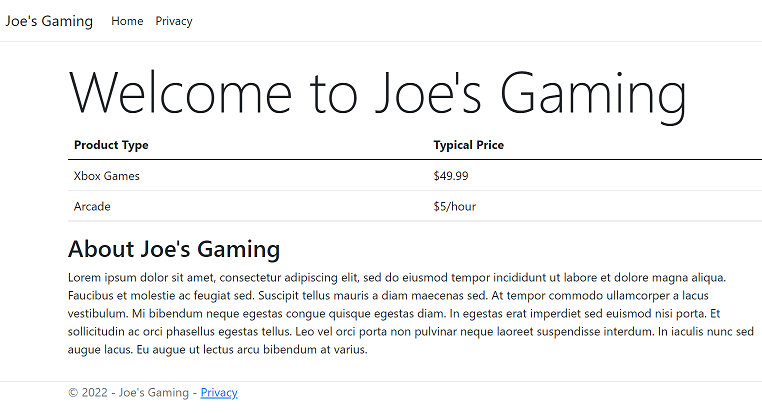 Joe's Gaming Home Privacy
Welcome to Joe's Gaming
Product Type Typical Price
Xbox Games $49.99
Arcade $5/hour
About Joe's Gaming
Lorem ipsum dolor sit amet, consectetur adipiscing elit, sed do eiusmod tempor incididunt ut labore et dolore magna aliqua.
Faucibus et molestie ac feugiat sed. Suscipit tellus mauris a diam maecenas sed. At tempor commodo ullamcorper a lacus
vestibulum. Mi bibendum neque egestas congue quisque egestas diam. In egestas erat imperdiet sed euismod nisi porta. Et
sollicitudin ac orci phasellus egestas tellus. Leo vel orci porta non pulvinar neque laoreet suspendisse interdum. In iaculis nunc sed
augue lacus. Eu augue ut lectus arcu bibendum at varius.
© 2022 - Joe's Gaming - Privacy